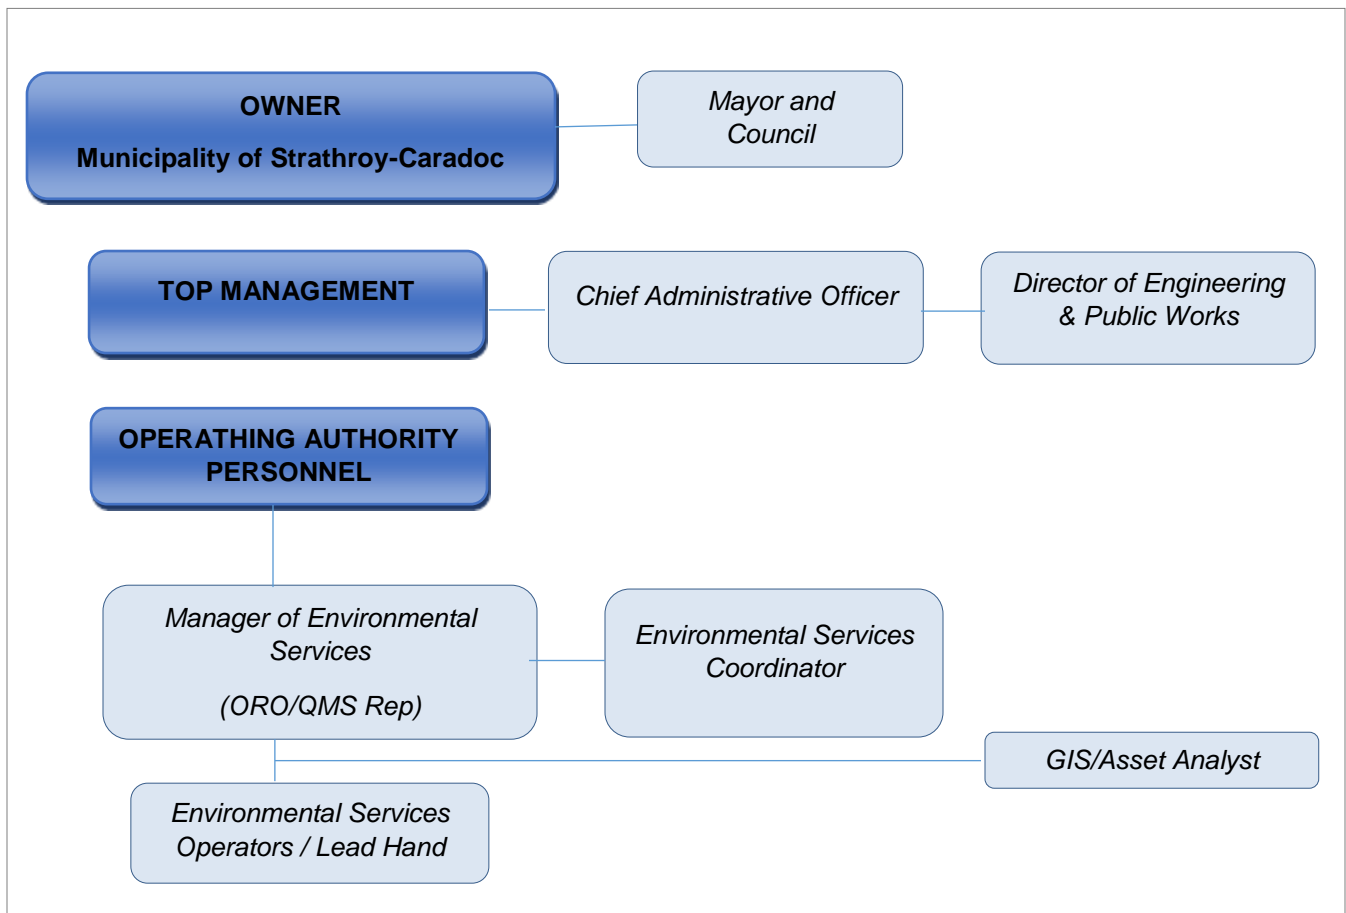 OWNER
Municipality of Strathroy-Caradoc
Mayor and
Council
TOP MANAGEMENT
Chief Administrative Officer
Director of Engineering
& Public Works
OPERATHING AUTHORITY
PERSONNEL
Manager of Environmental
Services
(ORO/QMS Rep)
Environmental Services
Coordinator
GIS/Asset Analyst
Environmental Services
Operators / Lead Hand